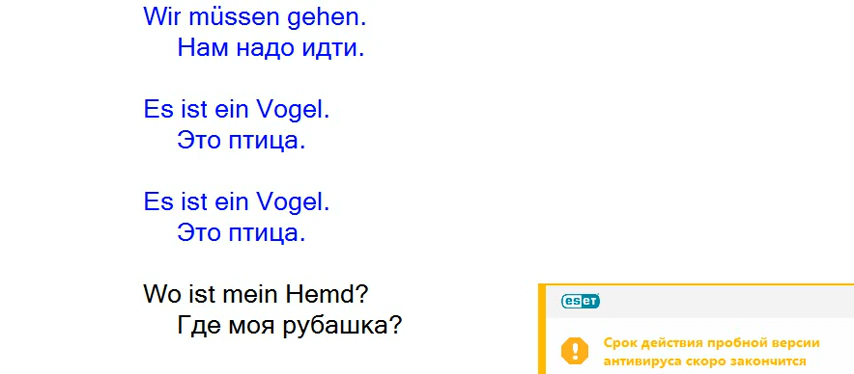 Wir müssen gehen.
Нам надо идти.
Es ist ein Vogel.
Это птица.
Es ist ein Vogel.
Это птица.
Wo ist mein Hemd?
Где моя рубашка?
eset
Срок действия пробной версии
антивируса скоро закончится